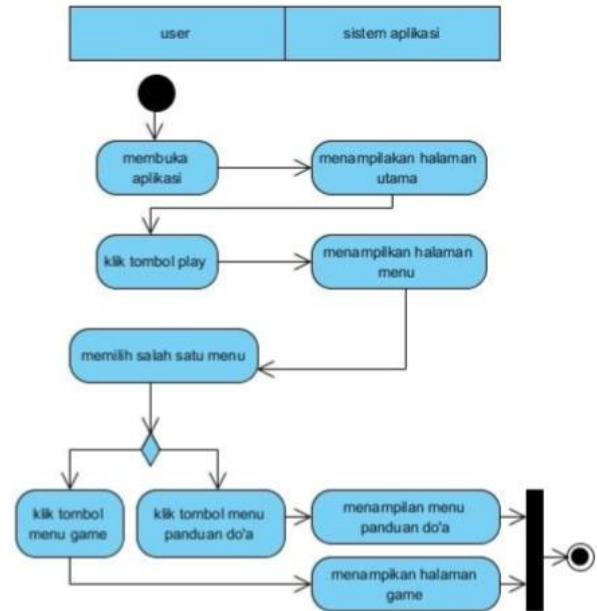 user
sistem aplikasi
membuka
aplikasi
menampilakan halaman
utama
klik tombol play
menampilkan halaman
menu
memilih salah satu menu
klik tombol
menu game
klik tombol menu
panduan do'a
menampilan menu
panduan do'a
menampikan halaman
game